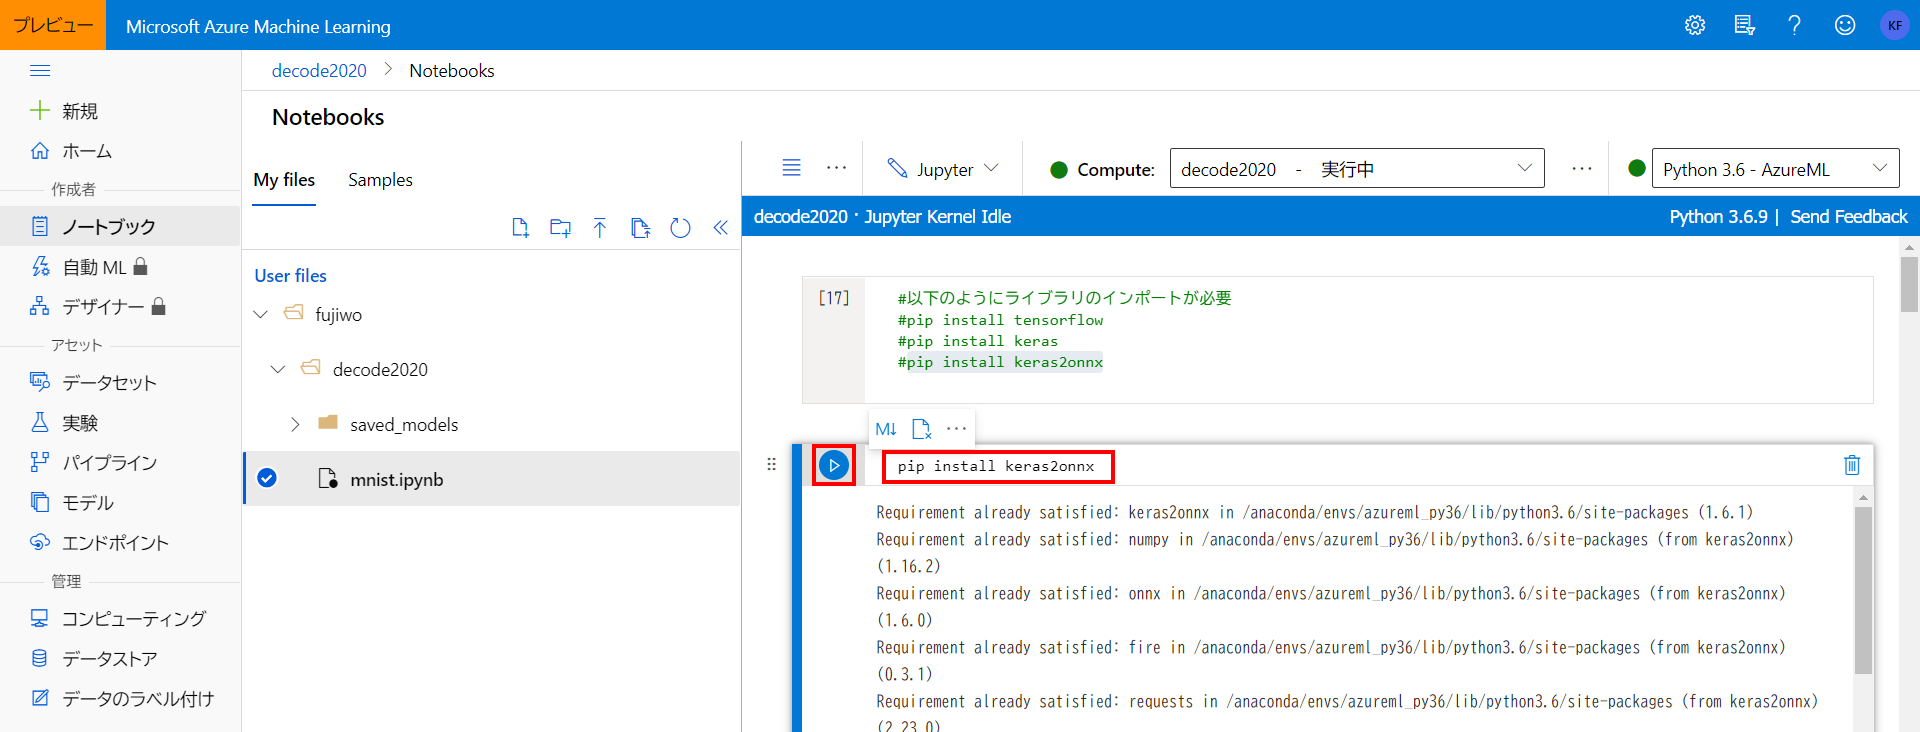 プレビュー
Microsoft Azure Machine Learning
KF
decode2020 > Notebooks
新規
ホーム
作成者
ノートブック
自動 ML
デザイナー
アセット
データセット
実験
パイプライン
モデル
エンドポイント
管理
コンピューティング
データストア
データのラベル付け
Notebooks
My files
Samples
User files
fujiwo
decode2020
saved_models
mnist.ipynb
Jupyter
Compute:
decode2020 - 実行中
Python 3.6 - AzureML
decode2020 · Jupyter Kernel Idle
Python 3.6.9 | Send Feedback
[17]
#以下のようにライブラリのインポートが必要
#pip install tensorflow
#pip install keras
#pip install keras2onnx
M↓
pip install keras2onnx
Requirement already satisfied: keras2onnx in /anaconda/envs/azureml_py36/lib/python3.6/site-packages (1.6.1)
Requirement already satisfied: numpy in /anaconda/envs/azureml_py36/lib/python3.6/site-packages (from keras2onnx)
(1.16.2)
Requirement already satisfied: onnx in /anaconda/envs/azureml_py36/lib/python3.6/site-packages (from keras2onnx)
(1.6.0)
Requirement already satisfied: fire in /anaconda/envs/azureml_py36/lib/python3.6/site-packages (from keras2onnx)
(0.3.1)
Requirement already satisfied: requests in /anaconda/envs/azureml_py36/lib/python3.6/site-packages (from keras2onnx)
(2.23.0)